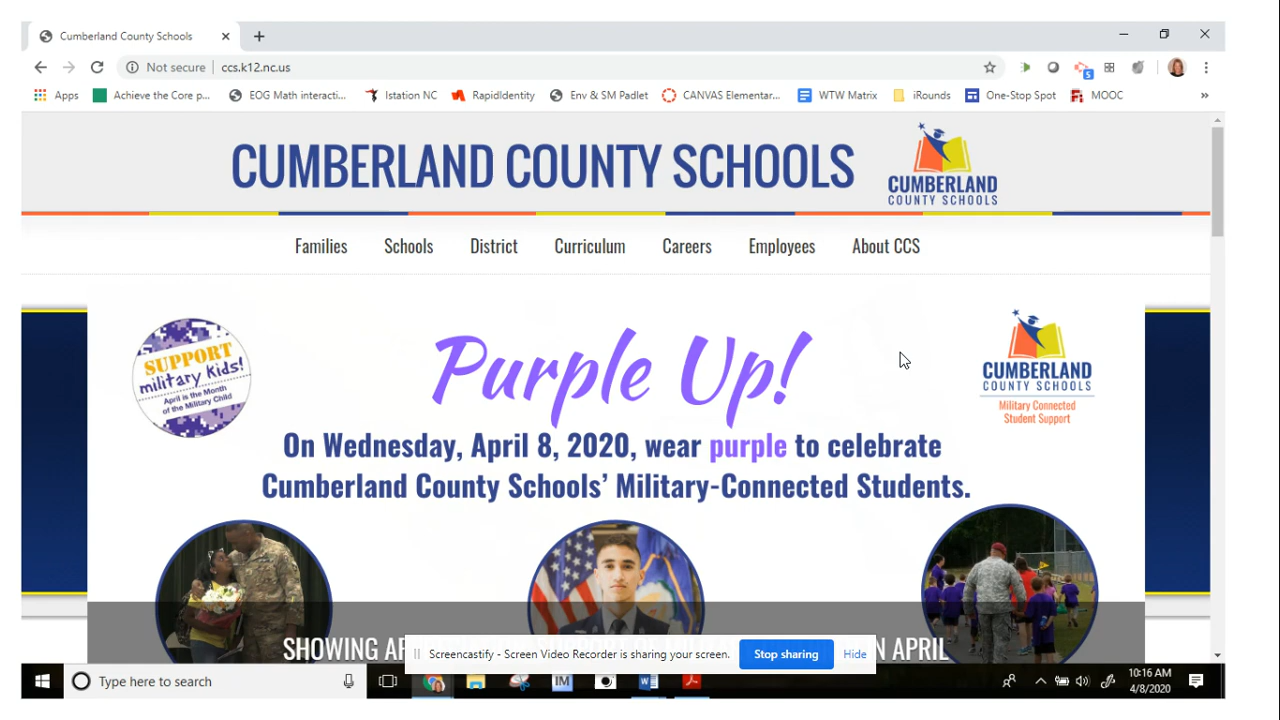 Cumberland County Schools
Not secure | ccs.k12.nc.us
5
Apps Achieve the Core p... EOG Math interacti... Istation NC RapidIdentity Env & SM Padlet CANVAS Elementar... WTW Matrix iRounds One-Stop Spot MOOC »
CUMBERLAND COUNTY SCHOOLS
CUMBERLAND
COUNTY SCHOOLS
Families Schools District Curriculum Careers Employees About CCS
SUPPORT
military kids!
April is the Month
of the Military Child
Purple Up!
CUMBERLAND
COUNTY SCHOOLS
Military Connected
Student Support
On Wednesday, April 8, 2020, wear purple to celebrate
Cumberland County Schools' Military-Connected Students.
SHOWING N APRIL
Screencastify - Screen Video Recorder is sharing your screen. Stop sharing Hide
Type here to search IM
10:16 AM
4/8/2020